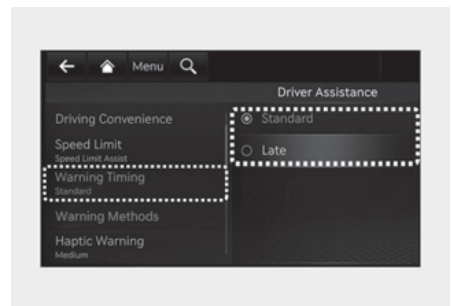 Menu
Driver Assistance
Driving Convenience
Speed Limit
Speed Limit Assist
Warning Timing
Standard
Warning Methods
Haptic Warning
Medium
Standard
Late